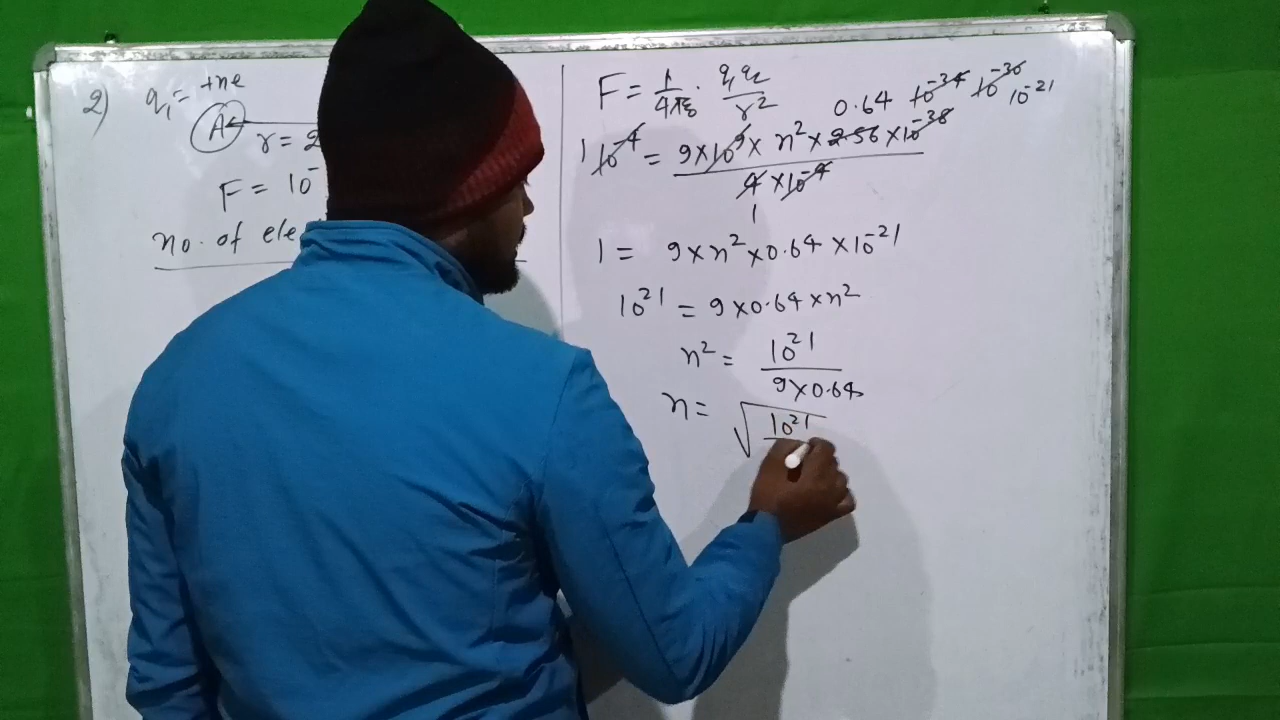 2) q₁ = +ne
A
r = 2
F = 10⁻
no. of ele
F = 1/4πε₀ · q₁q₂/r²
0.64 10⁻³⁴ 10⁻³⁰ 10⁻²¹
1 10⁻⁴ = 9×10⁹× n²×2.56×10⁻³⁸ / 4×10⁻⁴
1
1 = 9×n²×0.64×10⁻²¹
10²¹ = 9×0.64×n²
n² = 10²¹ / 9×0.64
n = √10²¹